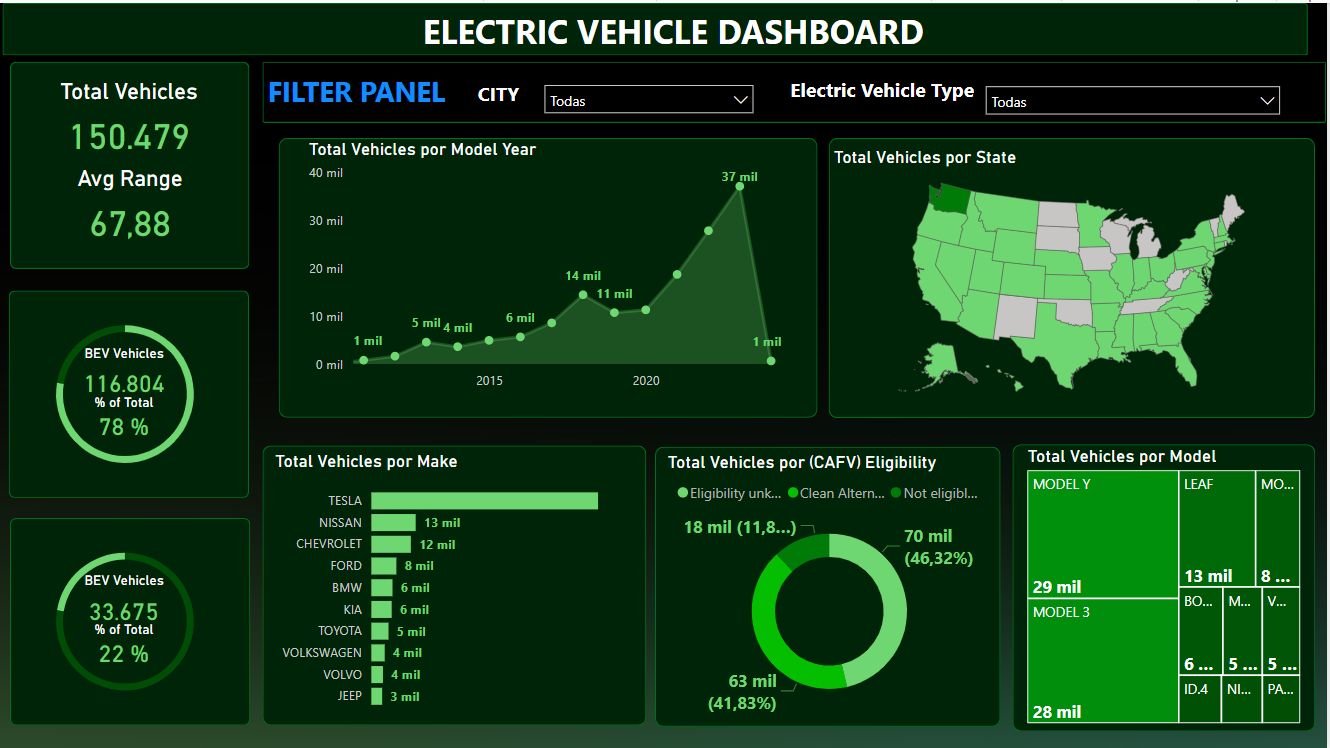 ELECTRIC VEHICLE DASHBOARD
Total Vehicles
150.479
Avg Range
67,88
FILTER PANEL
CITY
Todas
Electric Vehicle Type
Todas
BEV Vehicles
116.804
% of Total
78 %
BEV Vehicles
33.675
% of Total
22 %
Total Vehicles por Model Year
40 mil
30 mil
20 mil
10 mil
0 mil
1 mil
5 mil
4 mil
6 mil
14 mil
11 mil
37 mil
1 mil
2015
2020
Total Vehicles por State
Total Vehicles por Make
TESLA
NISSAN 13 mil
CHEVROLET 12 mil
FORD 8 mil
BMW 6 mil
KIA 6 mil
TOYOTA 5 mil
VOLKSWAGEN 4 mil
VOLVO 4 mil
JEEP 3 mil
Total Vehicles por (CAFV) Eligibility
Eligibility unk... Clean Altern... Not eligibl...
18 mil (11,8...)
70 mil
(46,32%)
63 mil
(41,83%)
Total Vehicles por Model
MODEL Y
29 mil
MODEL 3
28 mil
LEAF
13 mil
MO...
8 ...
BO...
6 ...
M...
5 ...
V...
5 ...
ID.4
NI...
PA...